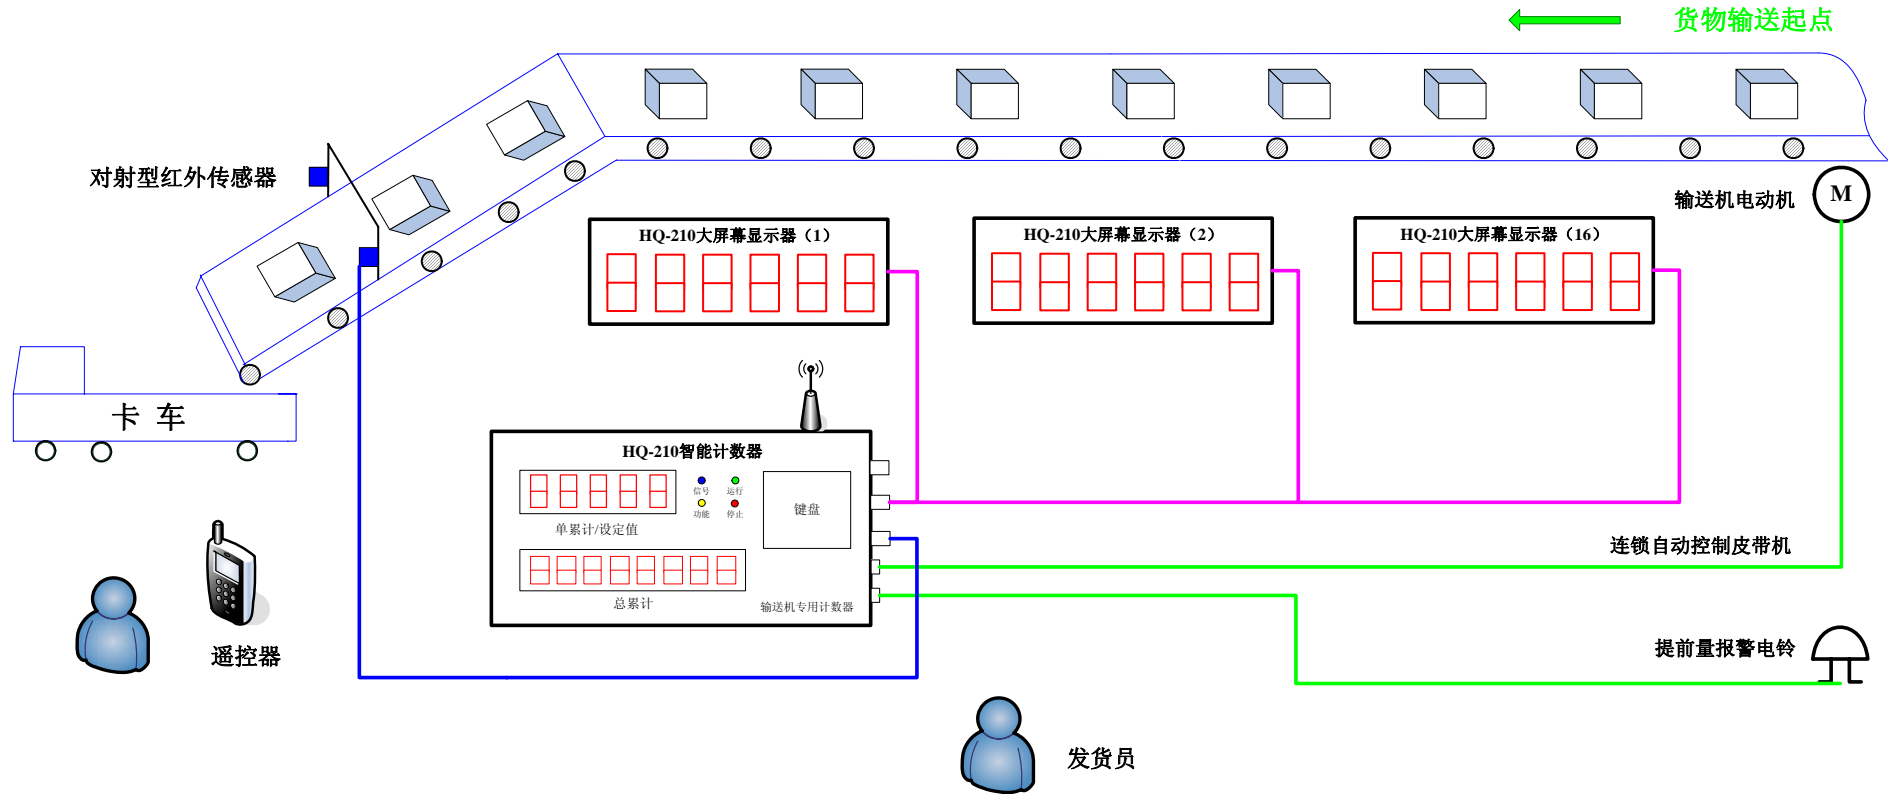 货物输送起点
对射型红外传感器
输送机电动机
M
HQ-210大屏幕显示器（1）
HQ-210大屏幕显示器（2）
HQ-210大屏幕显示器（16）
卡 车
HQ-210智能计数器
信号
运行
功能
停止
键盘
单累计/设定值
总累计
输送机专用计数器
连锁自动控制皮带机
提前量报警电铃
遥控器
发货员